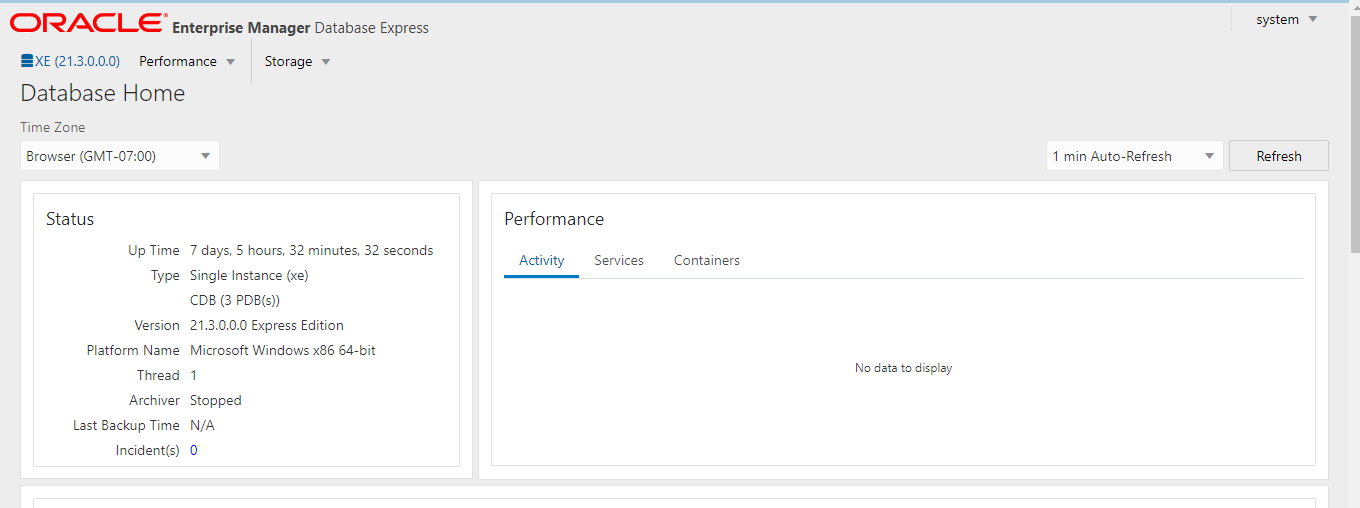 ORACLE® Enterprise Manager Database Express
system
XE (21.3.0.0.0) Performance Storage
Database Home
Time Zone
Browser (GMT-07:00)
1 min Auto-Refresh Refresh
Status
Up Time 7 days, 5 hours, 32 minutes, 32 seconds
Type Single Instance (xe)
CDB (3 PDB(s))
Version 21.3.0.0.0 Express Edition
Platform Name Microsoft Windows x86 64-bit
Thread 1
Archiver Stopped
Last Backup Time N/A
Incident(s) 0
Performance
Activity Services Containers
No data to display